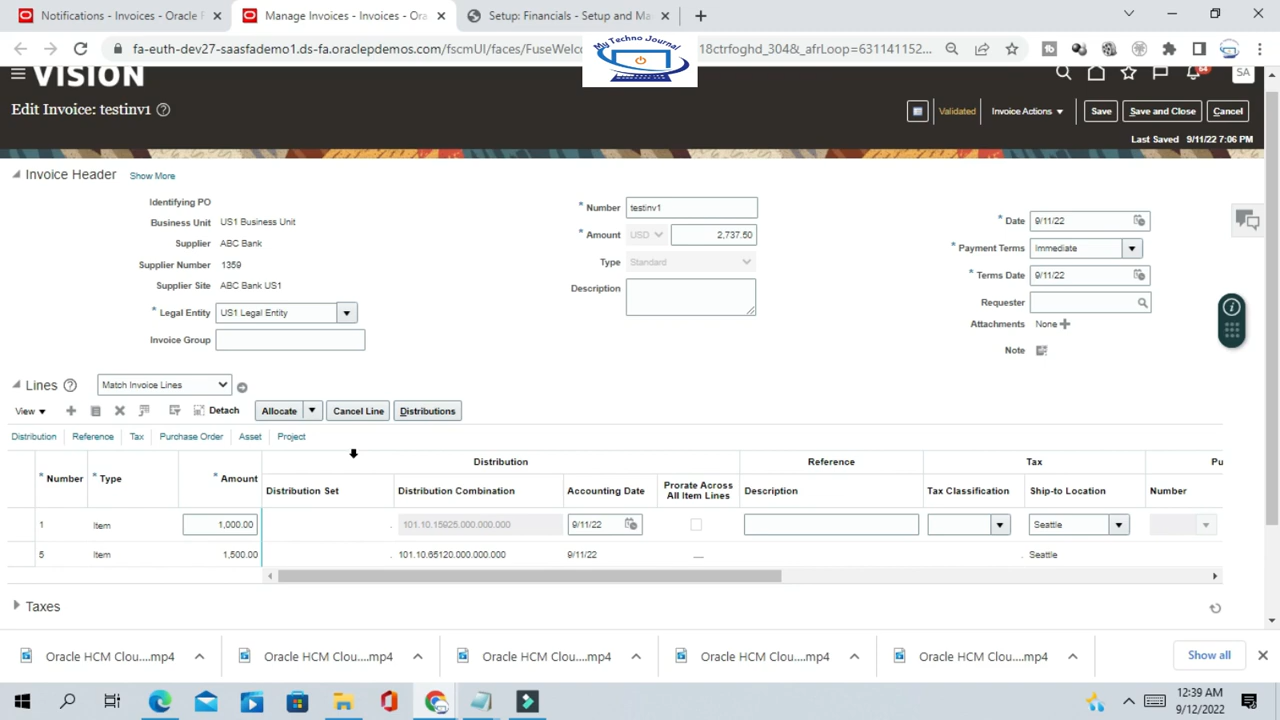 Notifications - Invoices - Oracle F
Manage Invoices - Invoices - Ora
Setup: Financials - Setup and Ma
fa-euth-dev27-saasfademo1.ds-fa.oraclepdemos.com/fscmUI/faces/FuseWelco
18ctrfoghd_304&_afrLoop=631141152...
My Techno Journal
VISION
64
SA
Edit Invoice: testinv1
Validated
Invoice Actions
Save
Save and Close
Cancel
Last Saved 9/11/22 7:06 PM
Invoice Header
Show More
Identifying PO
Business Unit US1 Business Unit
Supplier ABC Bank
Supplier Number 1359
Supplier Site ABC Bank US1
* Legal Entity US1 Legal Entity
Invoice Group
* Number testinv1
* Amount USD 2,737.50
Type Standard
Description
* Date 9/11/22
* Payment Terms Immediate
* Terms Date 9/11/22
Requester
Attachments None
Note
Lines
Match Invoice Lines
View
Detach
Allocate
Cancel Line
Distributions
Distribution Reference Tax Purchase Order Asset Project
Distribution Reference Tax Pu
* Number * Type * Amount Distribution Set Distribution Combination Accounting Date Prorate Across All Item Lines Description Tax Classification Ship-to Location Number
1 Item 1,000.00 101.10.15925.000.000.000 9/11/22 Seattle
5 Item 1,500.00 101.10.65120.000.000.000 9/11/22 Seattle
Taxes
Oracle HCM Clou....mp4
Oracle HCM Clou....mp4
Oracle HCM Clou....mp4
Oracle HCM Clou....mp4
Oracle HCM Clou....mp4
Show all
12:39 AM
9/12/2022